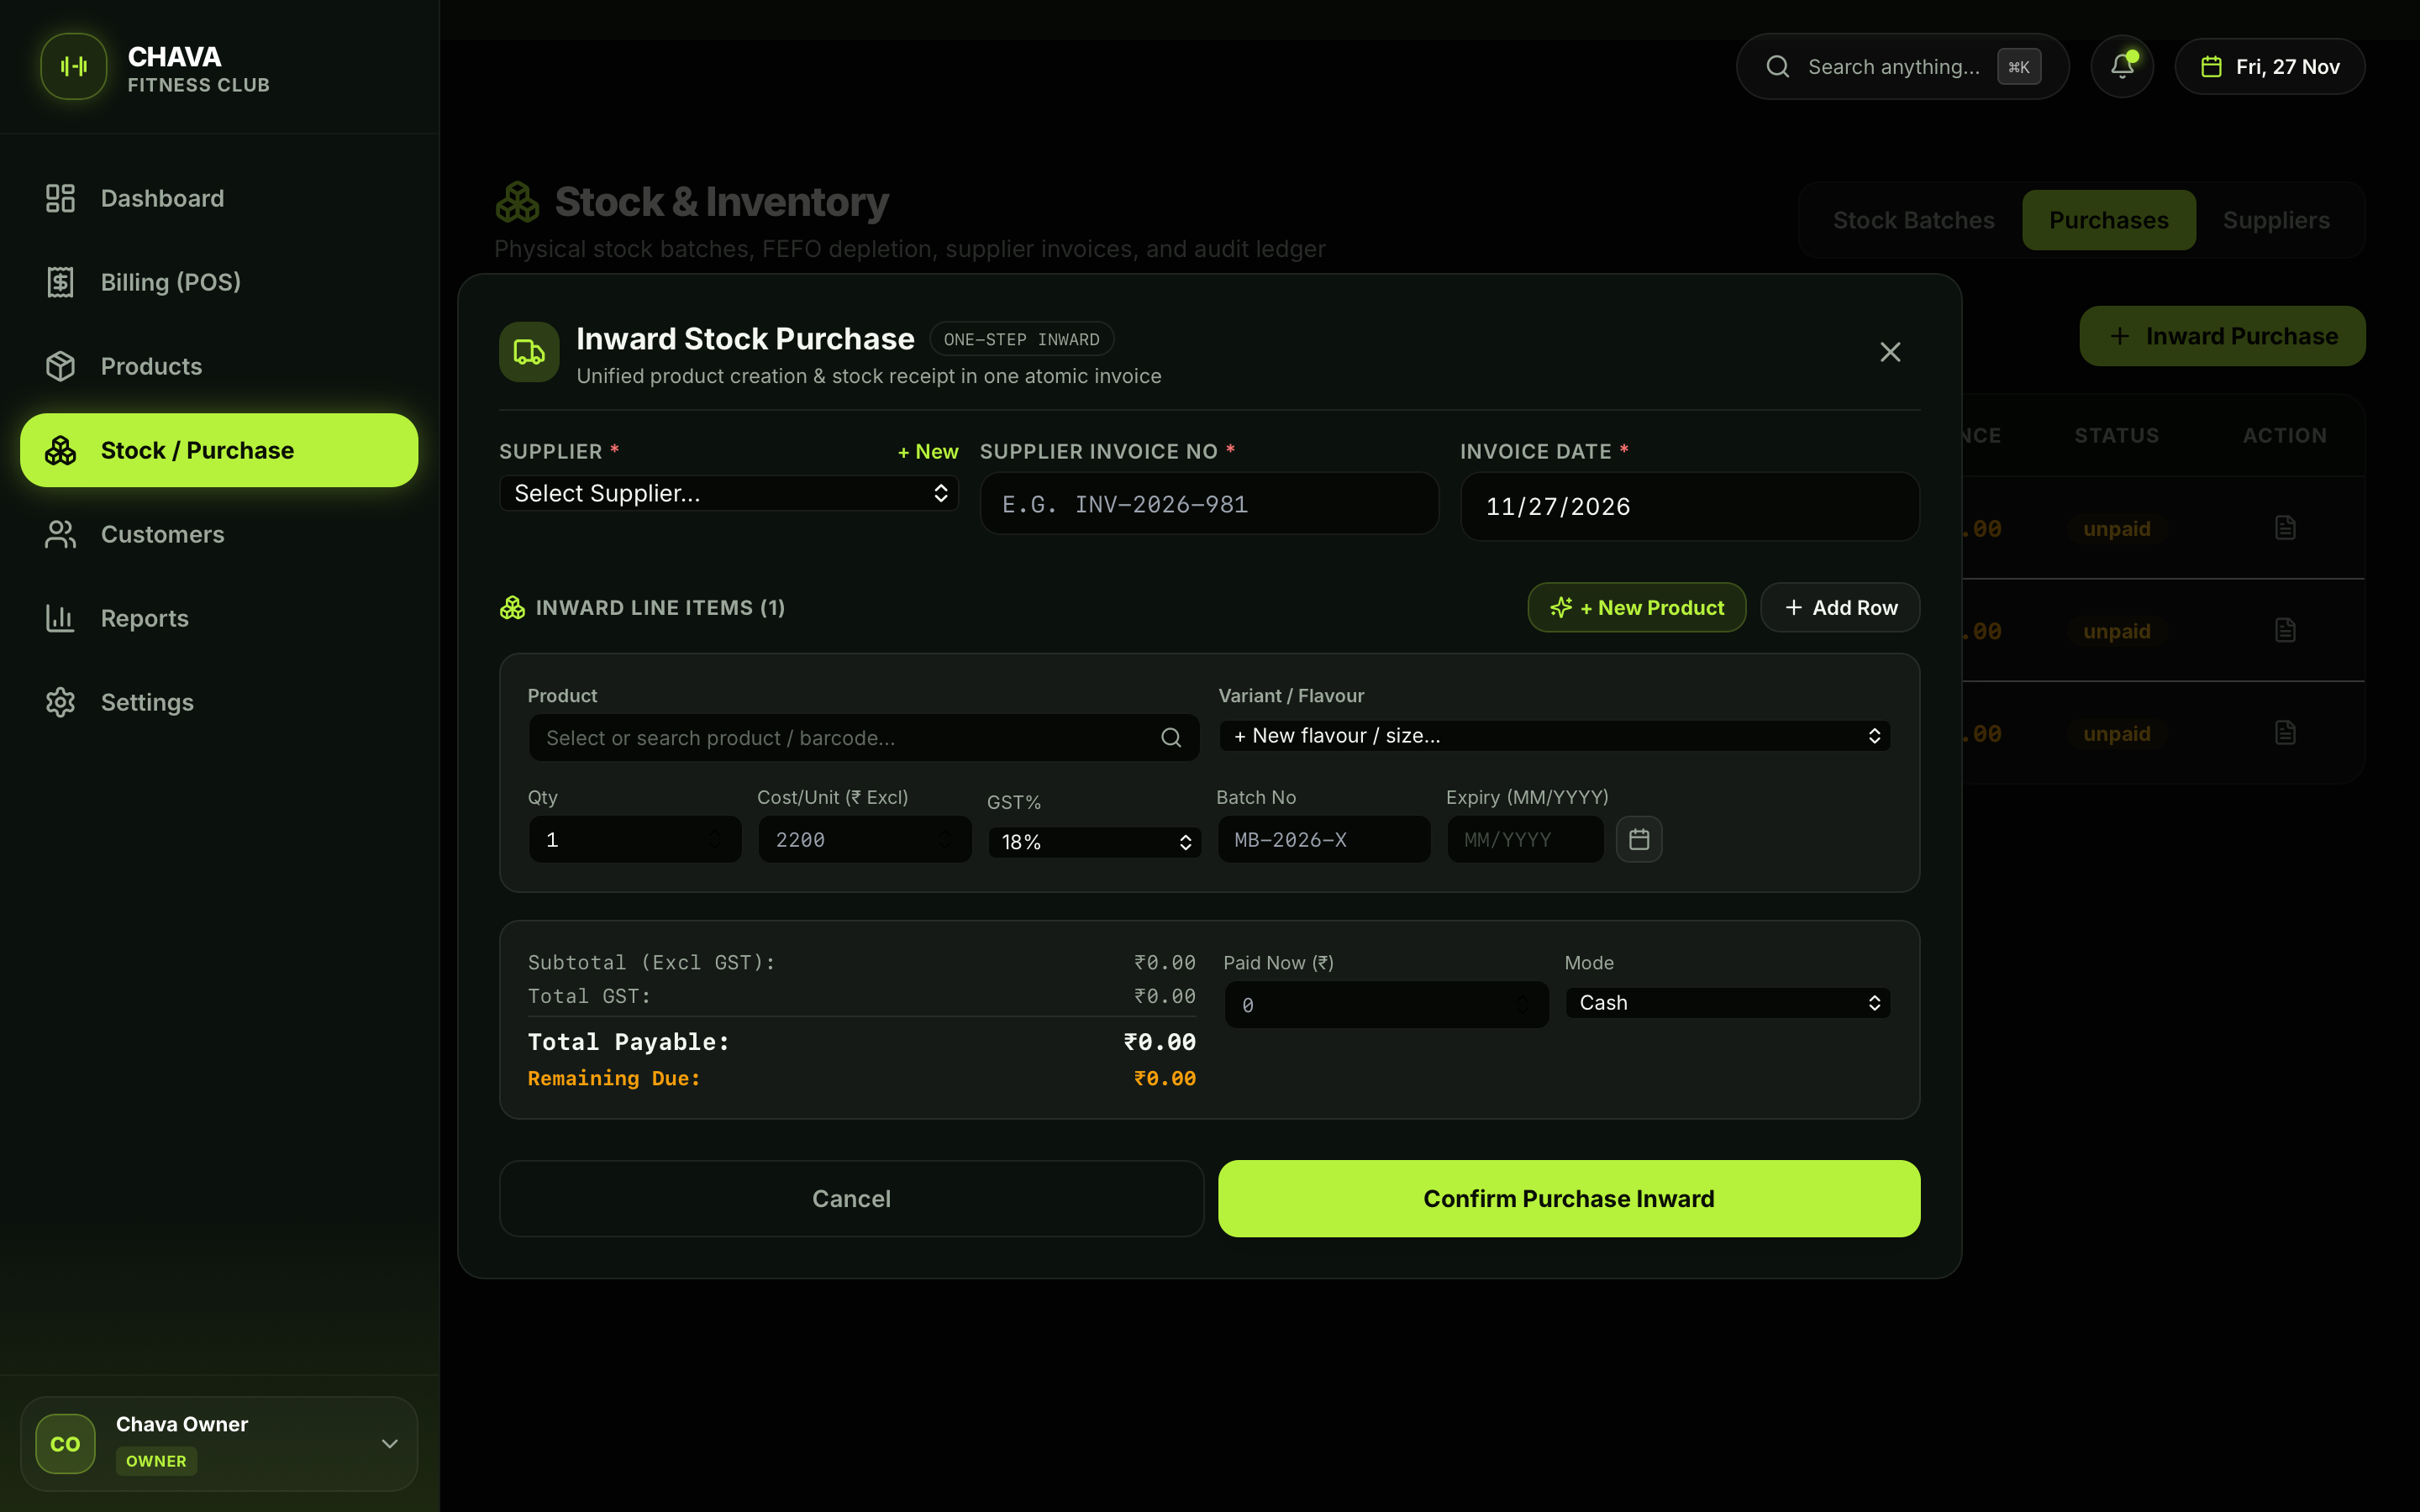 CHAVA
FITNESS CLUB
Dashboard
Billing (POS)
Products
Stock / Purchase
Customers
Reports
Settings
CO
Chava Owner
OWNER
Search anything...
⌘K
Fri, 27 Nov
Stock & Inventory
Physical stock batches, FEFO depletion, supplier invoices, and audit ledger
Stock Batches
Purchases
Suppliers
+ Inward Purchase
STATUS
ACTION
.00
unpaid
.00
unpaid
.00
unpaid
Inward Stock Purchase
ONE-STEP INWARD
Unified product creation & stock receipt in one atomic invoice
SUPPLIER *
+ New
Select Supplier...
SUPPLIER INVOICE NO *
E.G. INV-2026-981
INVOICE DATE *
11/27/2026
INWARD LINE ITEMS (1)
+ New Product
+ Add Row
Product
Select or search product / barcode...
Variant / Flavour
+ New flavour / size...
Qty
1
Cost/Unit (₹ Excl)
2200
GST%
18%
Batch No
MB-2026-X
Expiry (MM/YYYY)
MM/YYYY
Subtotal (Excl GST): ₹0.00
Total GST: ₹0.00
Total Payable: ₹0.00
Remaining Due: ₹0.00
Paid Now (₹)
0
Mode
Cash
Cancel
Confirm Purchase Inward